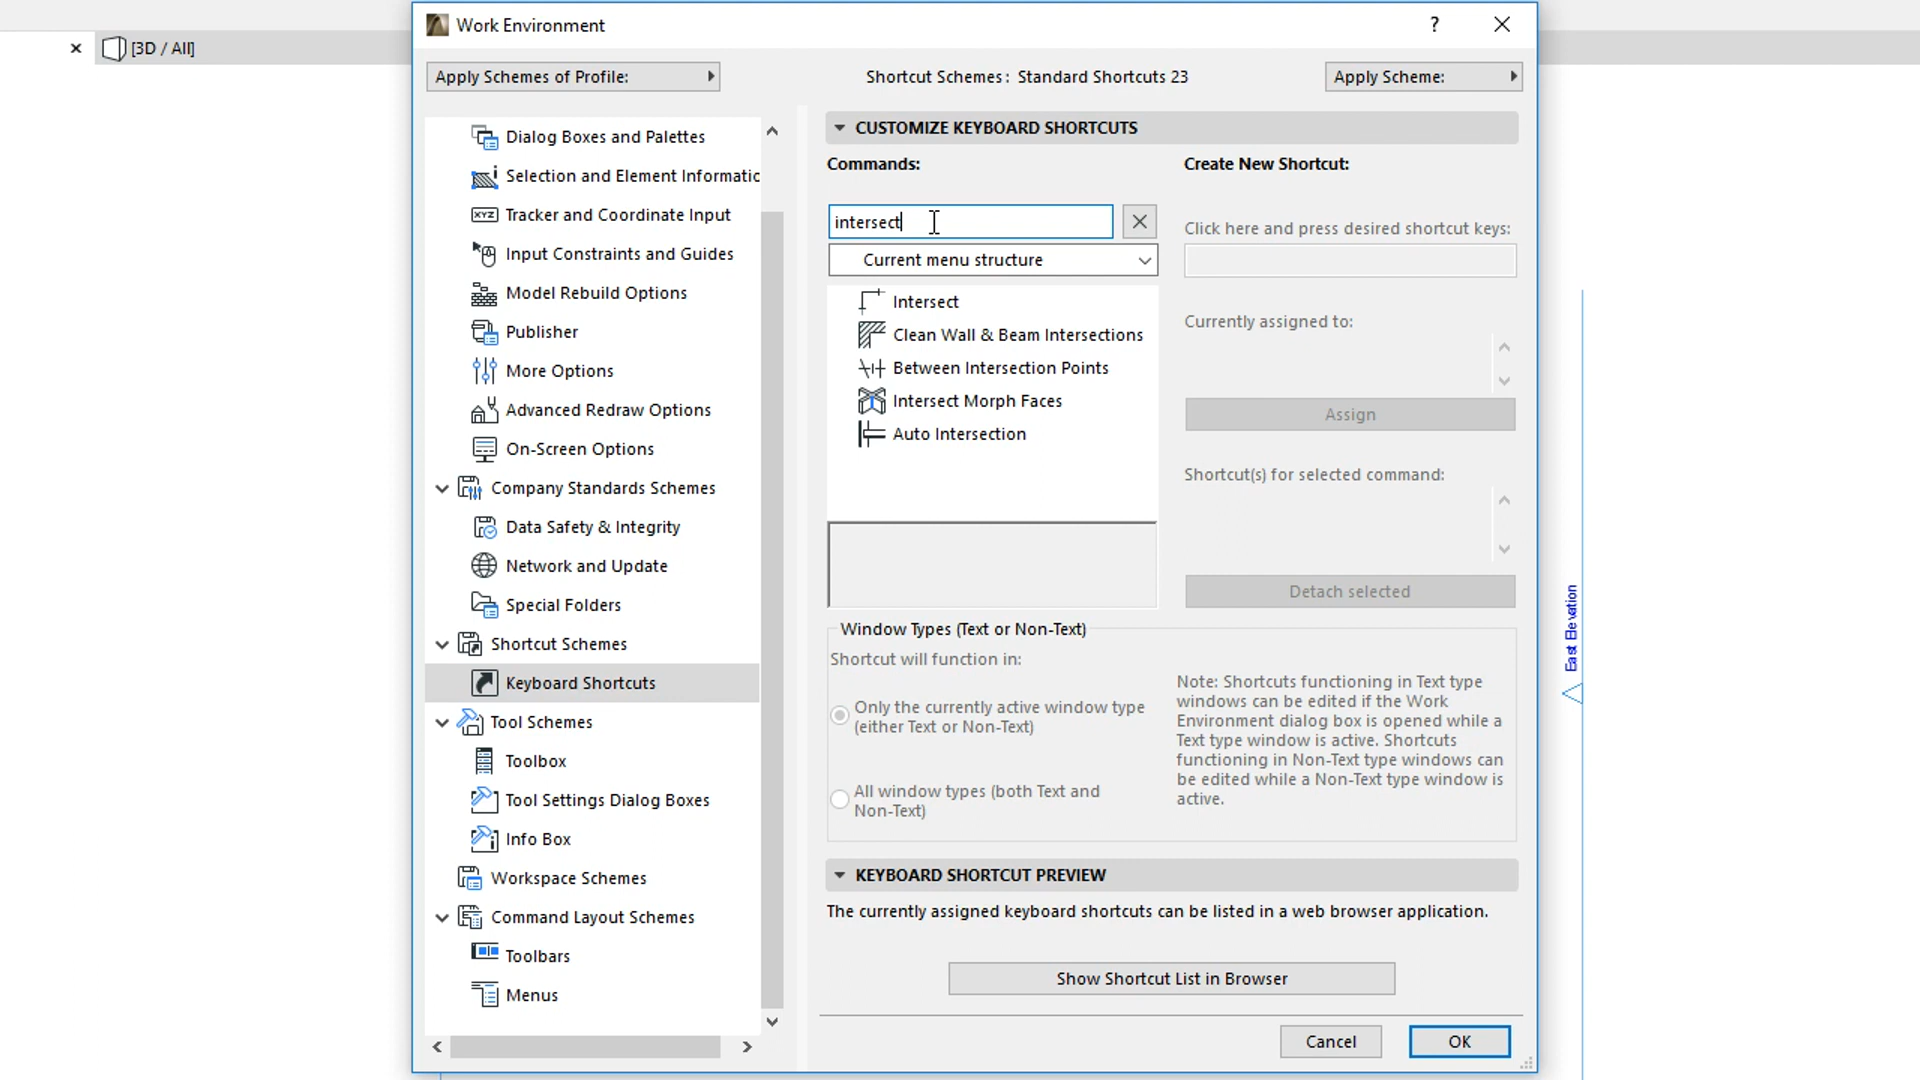 Work Environment
?
[3D / All]
Apply Schemes of Profile:
Shortcut Schemes: Standard Shortcuts 23
Apply Scheme:
Dialog Boxes and Palettes
Selection and Element Informatic
Tracker and Coordinate Input
Input Constraints and Guides
Model Rebuild Options
Publisher
More Options
Advanced Redraw Options
On-Screen Options
Company Standards Schemes
Data Safety & Integrity
Network and Update
Special Folders
Shortcut Schemes
Keyboard Shortcuts
Tool Schemes
Toolbox
Tool Settings Dialog Boxes
Info Box
Workspace Schemes
Command Layout Schemes
Toolbars
Menus
CUSTOMIZE KEYBOARD SHORTCUTS
Commands:
intersect
Current menu structure
Intersect
Clean Wall & Beam Intersections
Between Intersection Points
Intersect Morph Faces
Auto Intersection
Create New Shortcut:
Click here and press desired shortcut keys:
Currently assigned to:
Assign
Shortcut(s) for selected command:
Detach selected
Window Types (Text or Non-Text)
Shortcut will function in:
Only the currently active window type
(either Text or Non-Text)
All window types (both Text and
Non-Text)
Note: Shortcuts functioning in Text type
windows can be edited if the Work
Environment dialog box is opened while a
Text type window is active. Shortcuts
functioning in Non-Text type windows can
be edited while a Non-Text type window is
active.
KEYBOARD SHORTCUT PREVIEW
The currently assigned keyboard shortcuts can be listed in a web browser application.
Show Shortcut List in Browser
Cancel
OK
East Elevation